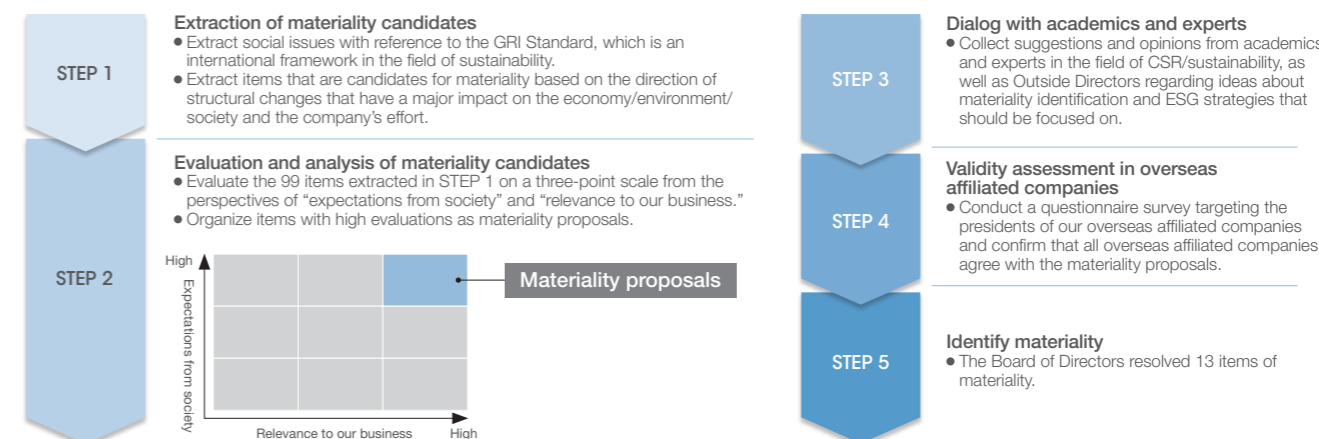 STEP 1
Extraction of materiality candidates
● Extract social issues with reference to the GRI Standard, which is an
international framework in the field of sustainability.
● Extract items that are candidates for materiality based on the direction of
structural changes that have a major impact on the economy/environment/
society and the company's effort.
STEP 2
Evaluation and analysis of materiality candidates
● Evaluate the 99 items extracted in STEP 1 on a three-point scale from the
perspectives of "expectations from society" and "relevance to our business."
● Organize items with high evaluations as materiality proposals.
High
Expectations from society
Materiality proposals
Relevance to our business
High
STEP 3
Dialog with academics and experts
● Collect suggestions and opinions from academics
and experts in the field of CSR/sustainability, as
well as Outside Directors regarding ideas about
materiality identification and ESG strategies that
should be focused on.
STEP 4
Validity assessment in overseas
affiliated companies
● Conduct a questionnaire survey targeting the
presidents of our overseas affiliated companies
and confirm that all overseas affiliated companies
agree with the materiality proposals.
STEP 5
Identify materiality
● The Board of Directors resolved 13 items of
materiality.